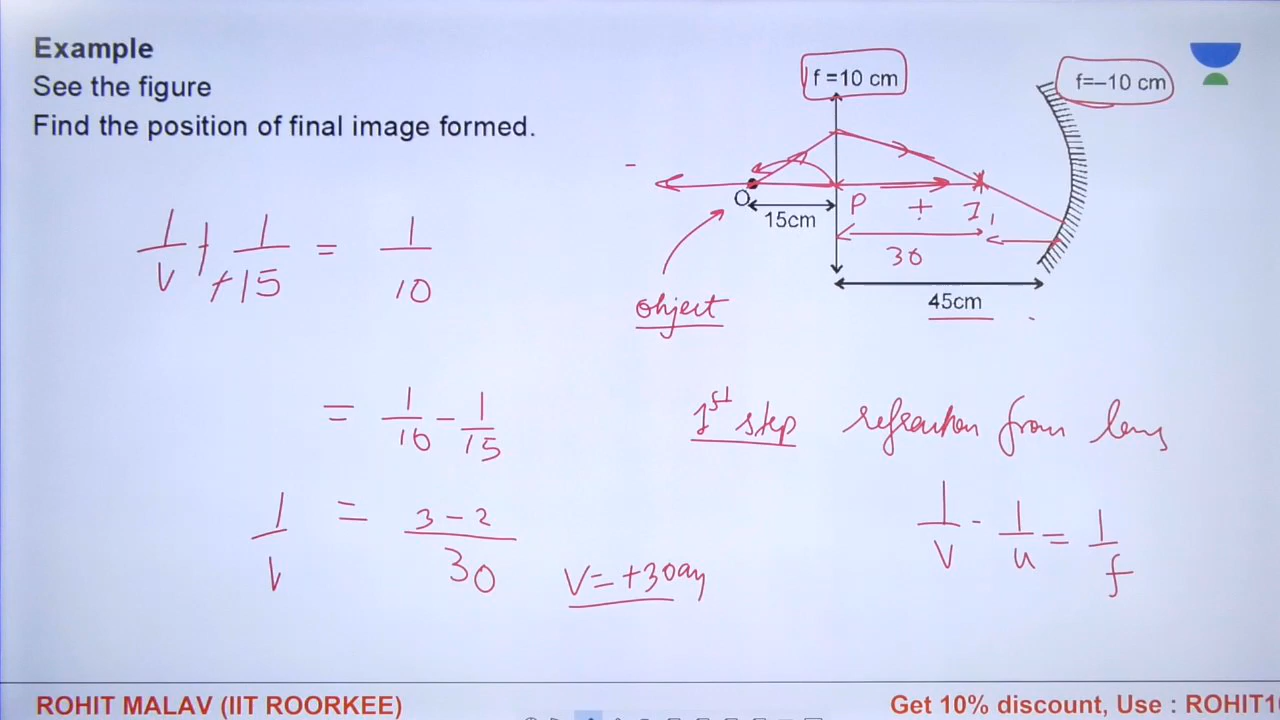 Example
See the figure
Find the position of final image formed.
f =10 cm
f=–10 cm
O
15cm
P
+
I1
30
45cm
object
1/v + 1/+15 = 1/10
= 1/10 - 1/15
1/v = 3-2/30
v=+30cm
1st step refraction from lens
1/v - 1/u = 1/f
ROHIT MALAV (IIT ROORKEE)
Get 10% discount, Use : ROHIT1